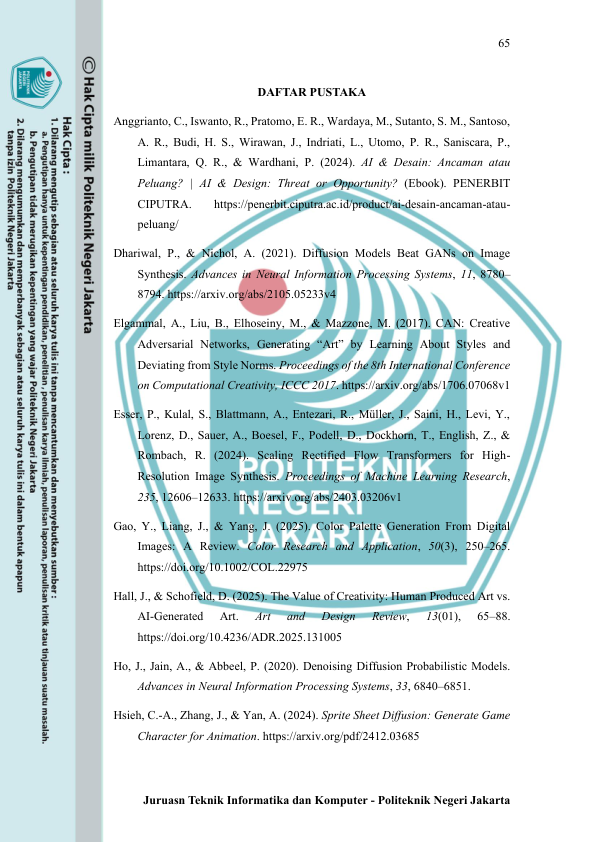 65
DAFTAR PUSTAKA
Anggrianto, C., Iswanto, R., Pratomo, E. R., Wardaya, M., Sutanto, S. M., Santoso,
A. R., Budi, H. S., Wirawan, J., Indriati, L., Utomo, P. R., Saniscara, P.,
Limantara, Q. R., & Wardhani, P. (2024). AI & Desain: Ancaman atau
Peluang? | AI & Design: Threat or Opportunity? (Ebook). PENERBIT
CIPUTRA. https://penerbit.ciputra.ac.id/product/ai-desain-ancaman-atau-
peluang/
Dhariwal, P., & Nichol, A. (2021). Diffusion Models Beat GANs on Image
Synthesis. Advances in Neural Information Processing Systems, 11, 8780–
8794. https://arxiv.org/abs/2105.05233v4
Elgammal, A., Liu, B., Elhoseiny, M., & Mazzone, M. (2017). CAN: Creative
Adversarial Networks, Generating “Art” by Learning About Styles and
Deviating from Style Norms. Proceedings of the 8th International Conference
on Computational Creativity, ICCC 2017. https://arxiv.org/abs/1706.07068v1
Esser, P., Kulal, S., Blattmann, A., Entezari, R., Müller, J., Saini, H., Levi, Y.,
Lorenz, D., Sauer, A., Boesel, F., Podell, D., Dockhorn, T., English, Z., &
Rombach, R. (2024). Scaling Rectified Flow Transformers for High-
Resolution Image Synthesis. Proceedings of Machine Learning Research,
235, 12606–12633. https://arxiv.org/abs/2403.03206v1
Gao, Y., Liang, J., & Yang, J. (2025). Color Palette Generation From Digital
Images: A Review. Color Research and Application, 50(3), 250–265.
https://doi.org/10.1002/COL.22975
Hall, J., & Schofield, D. (2025). The Value of Creativity: Human Produced Art vs.
AI-Generated Art. Art and Design Review, 13(01), 65–88.
https://doi.org/10.4236/ADR.2025.131005
Ho, J., Jain, A., & Abbeel, P. (2020). Denoising Diffusion Probabilistic Models.
Advances in Neural Information Processing Systems, 33, 6840–6851.
Hsieh, C.-A., Zhang, J., & Yan, A. (2024). Sprite Sheet Diffusion: Generate Game
Character for Animation. https://arxiv.org/pdf/2412.03685
Juruasn Teknik Informatika dan Komputer - Politeknik Negeri Jakarta
POLITEKNIK
NEGERI
JAKARTA
© Hak Cipta milik Politeknik Negeri Jakarta
Hak Cipta :
1. Dilarang mengutip sebagian atau seluruh karya tulis ini tanpa mencantumkan dan menyebutkan sumber :
a. Pengutipan hanya untuk kepentingan pendidikan, penelitian , penulisan karya ilmiah, penulisan laporan, penulisan kritik atau tinjauan suatu masalah.
b. Pengutipan tidak merugikan kepentingan yang wajar Politeknik Negeri Jakarta
2. Dilarang mengumumkan dan memperbanyak sebagian atau seluruh karya tulis ini dalam bentuk apapun
tanpa izin Politeknik Negeri Jakarta
POLITEKNIK
NEGERI
JAKARTA